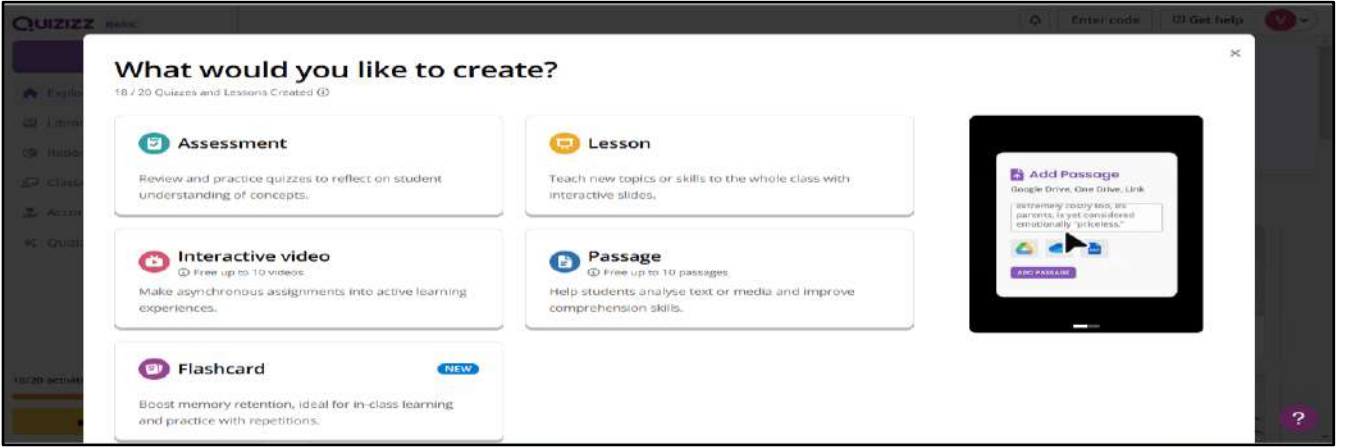 QUIZIZZ BASIC
Enter code
Get help
V
What would you like to create?
18 / 20 Quizzes and Lessons Created
Assessment
Review and practice quizzes to reflect on student
understanding of concepts.
Lesson
Teach new topics or skills to the whole class with
interactive slides.
Interactive video
Free up to 10 videos
Make asynchronous assignments into active learning
experiences.
Passage
Free up to 10 passages
Help students analyse text or media and improve
comprehension skills.
Flashcard
NEW
Boost memory retention, ideal for in-class learning
and practice with repetitions.
Add Passage
Google Drive, One Drive, Link
extremely costly too, its
parents, is yet considered
emotionally "priceless."
ADD PASSAGE
?